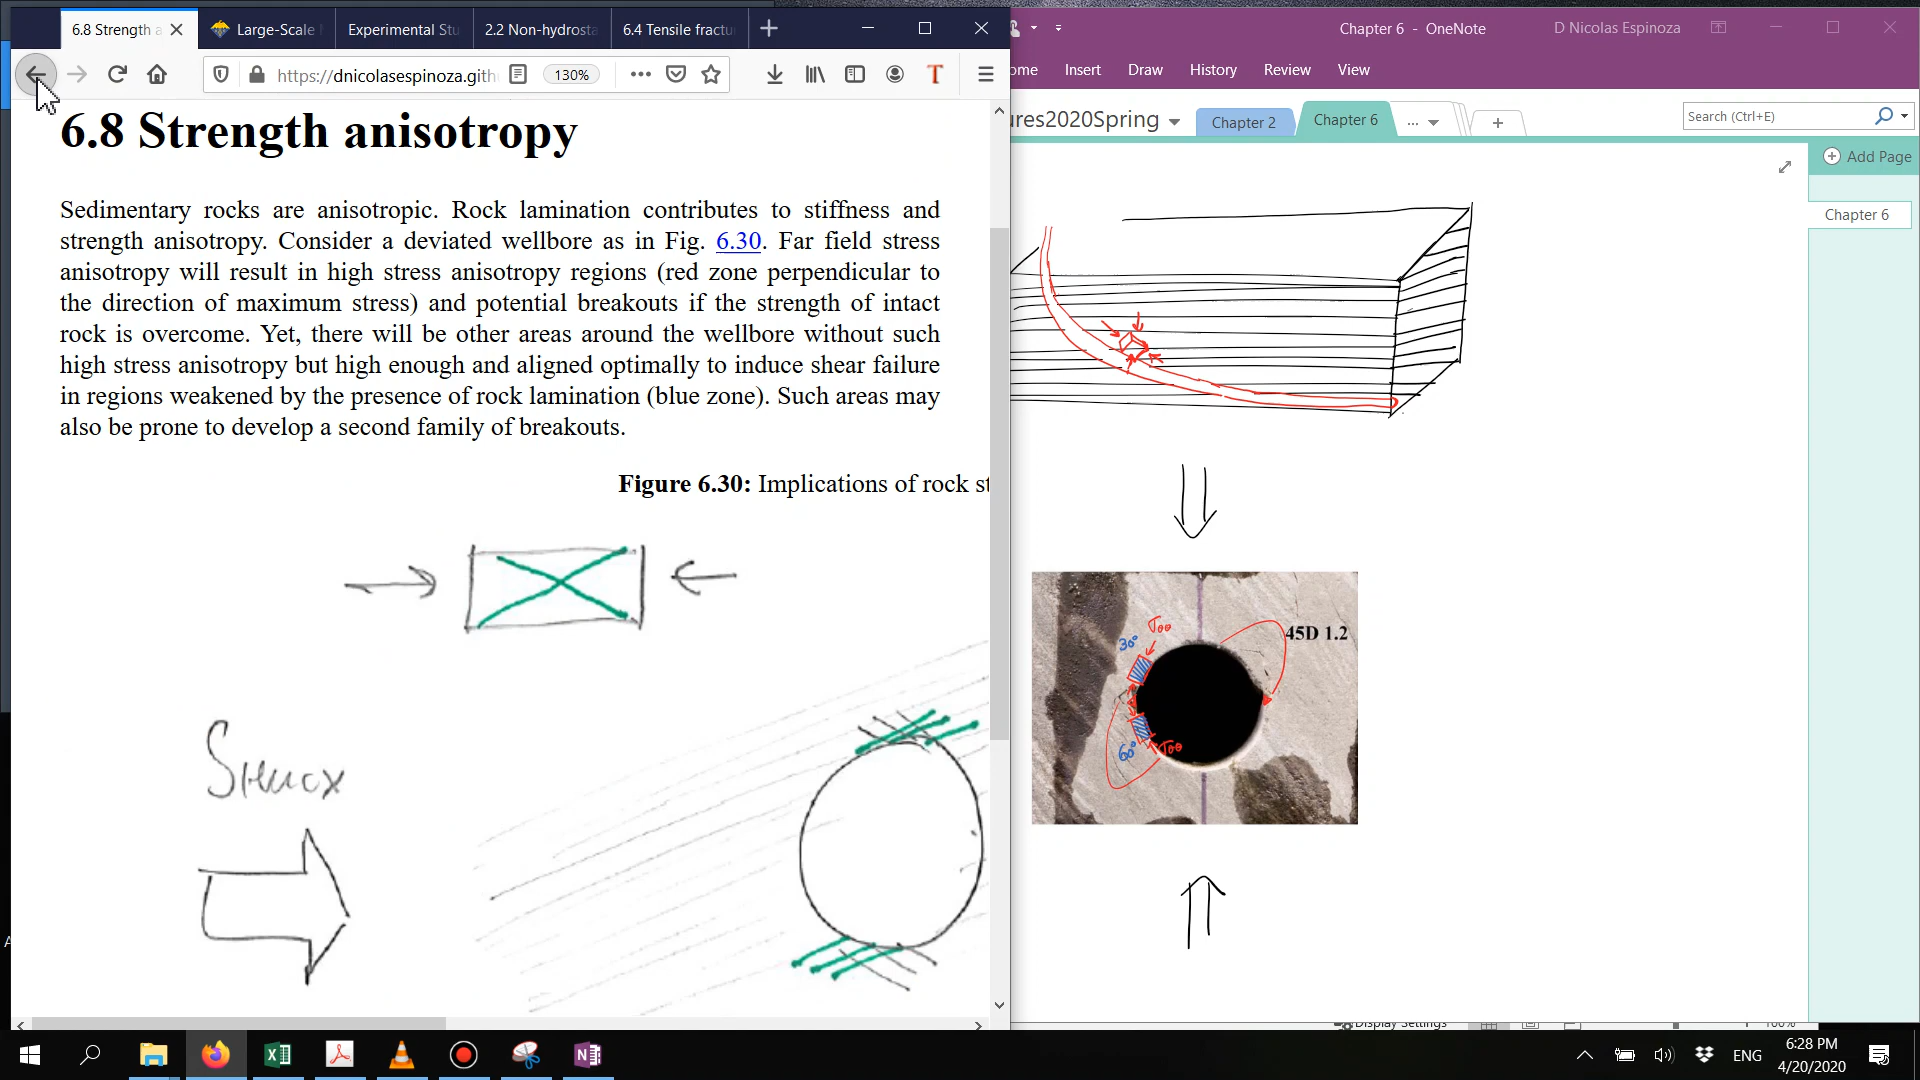 6.8 Strength a
Large-Scale
Experimental Stu
2.2 Non-hydrosta
6.4 Tensile fractu
Chapter 6 - OneNote
D Nicolas Espinoza
https://dnicolasespinoza.gith
130%
T
ome
Insert
Draw
History
Review
View
ures2020Spring
Chapter 2
Chapter 6
...
Search (Ctrl+E)
Add Page
Chapter 6
6.8 Strength anisotropy
Sedimentary rocks are anisotropic. Rock lamination contributes to stiffness and
strength anisotropy. Consider a deviated wellbore as in Fig. 6.30. Far field stress
anisotropy will result in high stress anisotropy regions (red zone perpendicular to
the direction of maximum stress) and potential breakouts if the strength of intact
rock is overcome. Yet, there will be other areas around the wellbore without such
high stress anisotropy but high enough and aligned optimally to induce shear failure
in regions weakened by the presence of rock lamination (blue zone). Such areas may
also be prone to develop a second family of breakouts.
Figure 6.30: Implications of rock st
SHmax
30°
σθθ
45D 1.2
60°
σθθ
Display Settings
100%
ENG
6:28 PM
4/20/2020